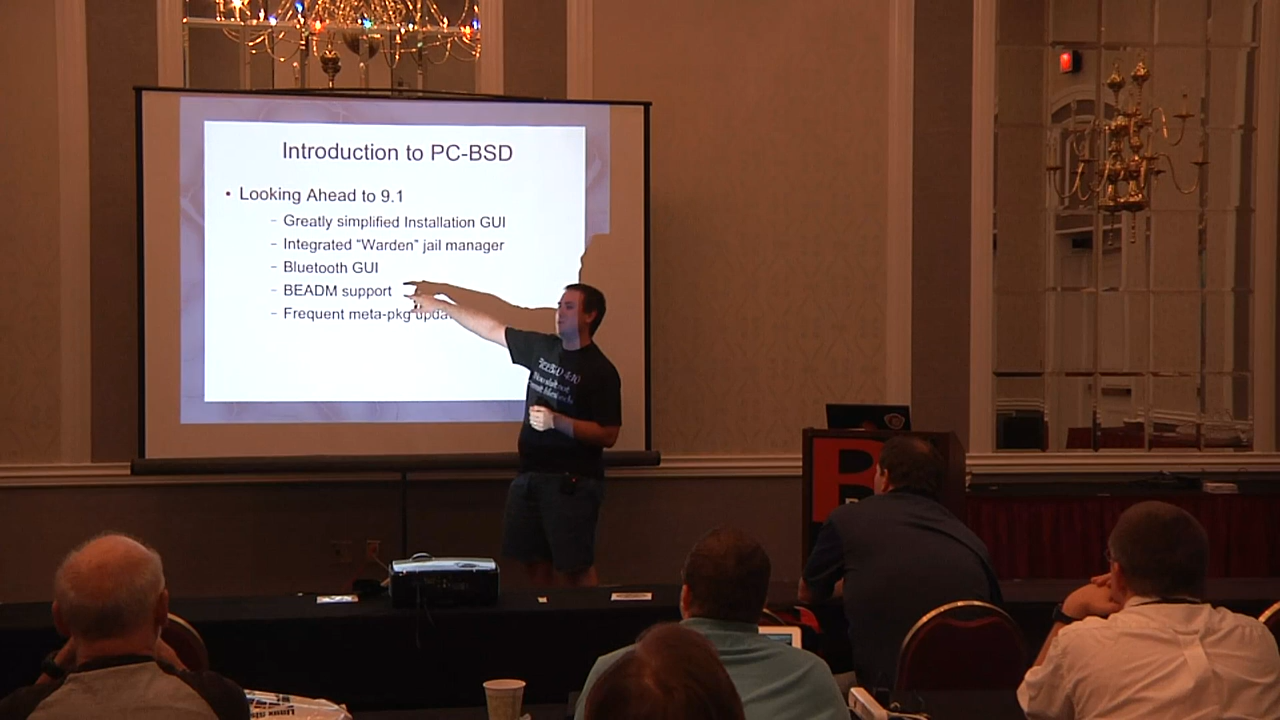 Introduction to PC-BSD
• Looking Ahead to 9.1
– Greatly simplified Installation GUI
– Integrated “Warden” jail manager
– Bluetooth GUI
– BEADM support
– Frequent meta-pkg